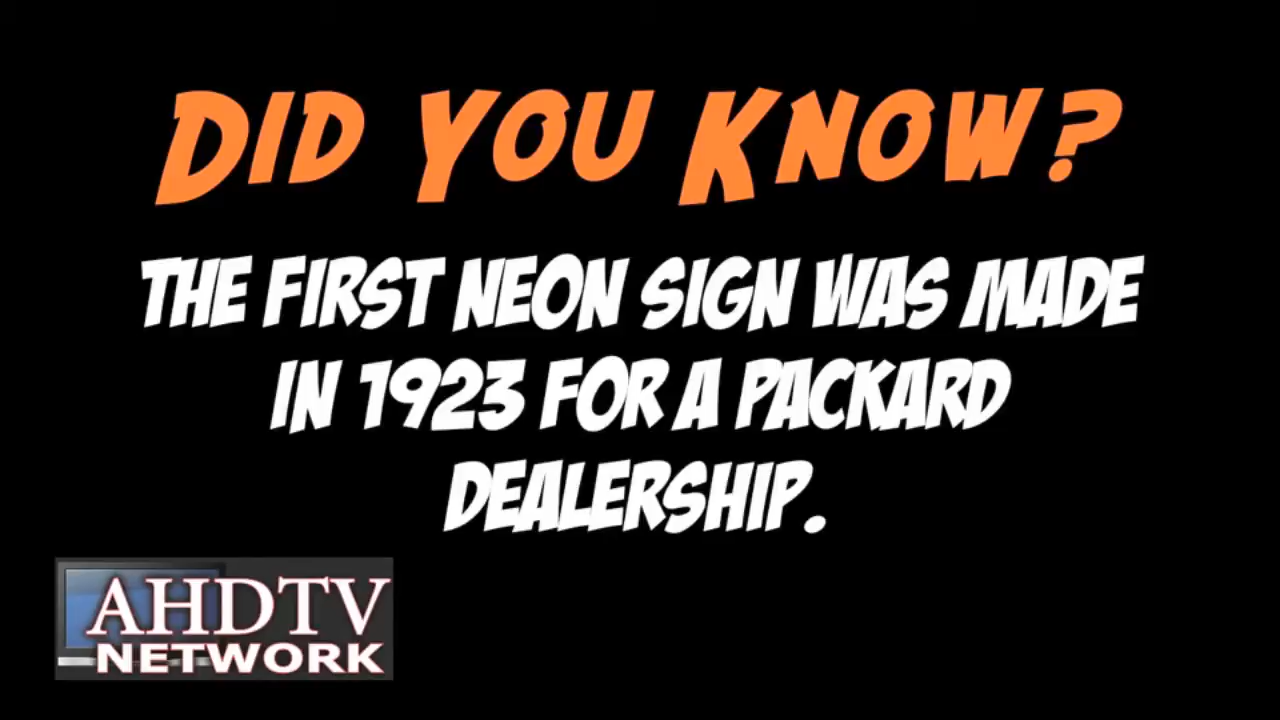 DID YOU KNOW?
THE FIRST NEON SIGN WAS MADE
IN 1923 FOR A PACKARD
DEALERSHIP.
AHDTV
NETWORK